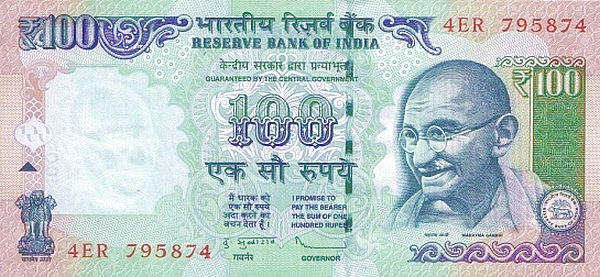 ₹100 भारतीय रिज़र्व बैंक 4ER 795874
RESERVE BANK OF INDIA
केन्द्रीय सरकार द्वारा प्रत्याभूत
GUARANTEED BY THE CENTRAL GOVERNMENT
₹100
100
एक सौ रुपये
मैं धारक को
एक सौ रुपये
अदा करने का
वचन देता हूँ।
I PROMISE TO
PAY THE BEARER
THE SUM OF ONE
HUNDRED RUPEES
गवर्नर GOVERNOR
MAHATMA GANDHI
4ER 795874